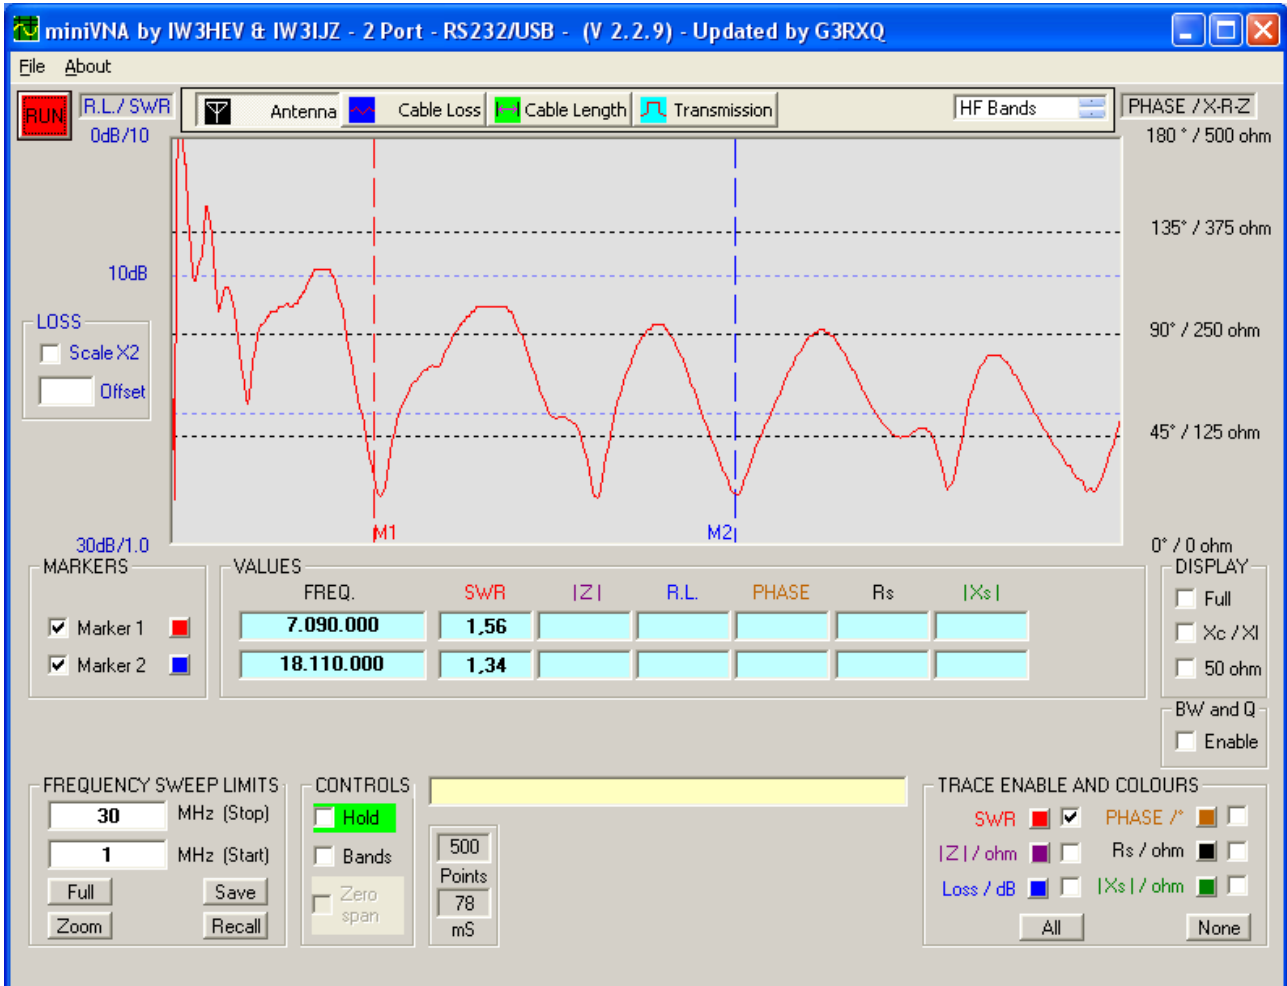 miniVNA by IW3HEV & IW3IJZ - 2 Port - RS232/USB - (V 2.2.9) - Updated by G3RXQ
File About
RUN R.L./ SWR Antenna Cable Loss Cable Length Transmission HF Bands PHASE / X-R-Z
0dB/10 180 ° / 500 ohm
135° / 375 ohm
10dB
LOSS
Scale X2
Offset
90° / 250 ohm
45° / 125 ohm
M1 M2
30dB/1.0 0° / 0 ohm
MARKERS
Marker 1
Marker 2
VALUES
FREQ. SWR |Z| R.L. PHASE Rs |Xs|
7.090.000 1,56
18.110.000 1,34
DISPLAY
Full
Xc / Xl
50 ohm
BW and Q
Enable
FREQUENCY SWEEP LIMITS
30 MHz (Stop)
1 MHz (Start)
Full Save
Zoom Recall
CONTROLS
Hold
Bands
Zero span
500
Points
78
mS
TRACE ENABLE AND COLOURS
SWR PHASE /°
|Z| / ohm Rs / ohm
Loss / dB |Xs| / ohm
All None